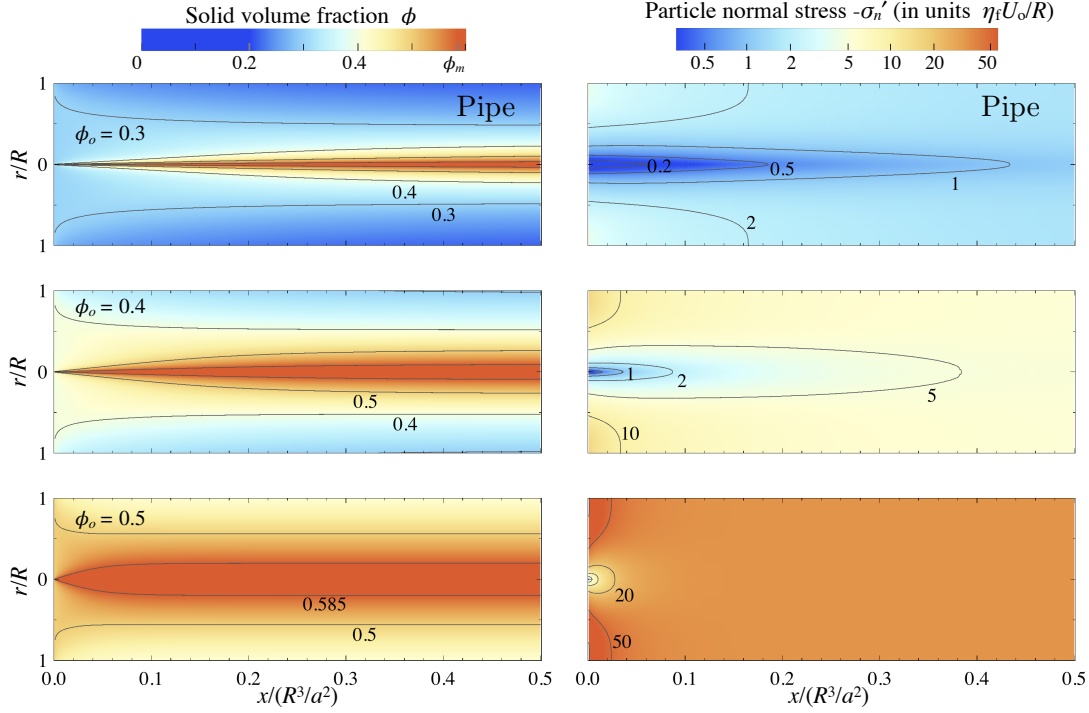 Solid volume fraction ϕ
0 0.2 0.4 ϕm
Particle normal stress -σn′ (in units ηfUo/R)
0.5 1 2 5 10 20 50
1
0
1
r/R
ϕo = 0.3
Pipe
0.4
0.3
Pipe
0.2
0.5
1
2
1
0
1
r/R
ϕo = 0.4
0.5
0.4
1
2
5
10
1
0
1
r/R
ϕo = 0.5
0.585
0.5
20
50
0.0 0.1 0.2 0.3 0.4 0.5
x/(R³/a²)
0.0 0.1 0.2 0.3 0.4 0.5
x/(R³/a²)